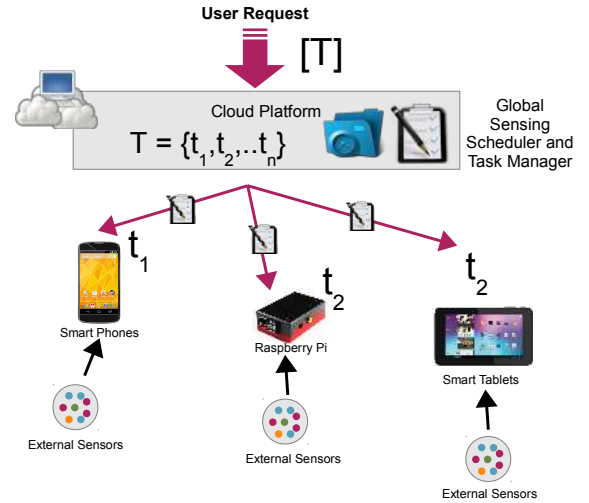 User Request
[T]
Cloud Platform
T = {t1,t2,..tn}
Global
Sensing
Scheduler and
Task Manager
t1
t2
t2
Smart Phones
Raspberry Pi
Smart Tablets
External Sensors
External Sensors
External Sensors